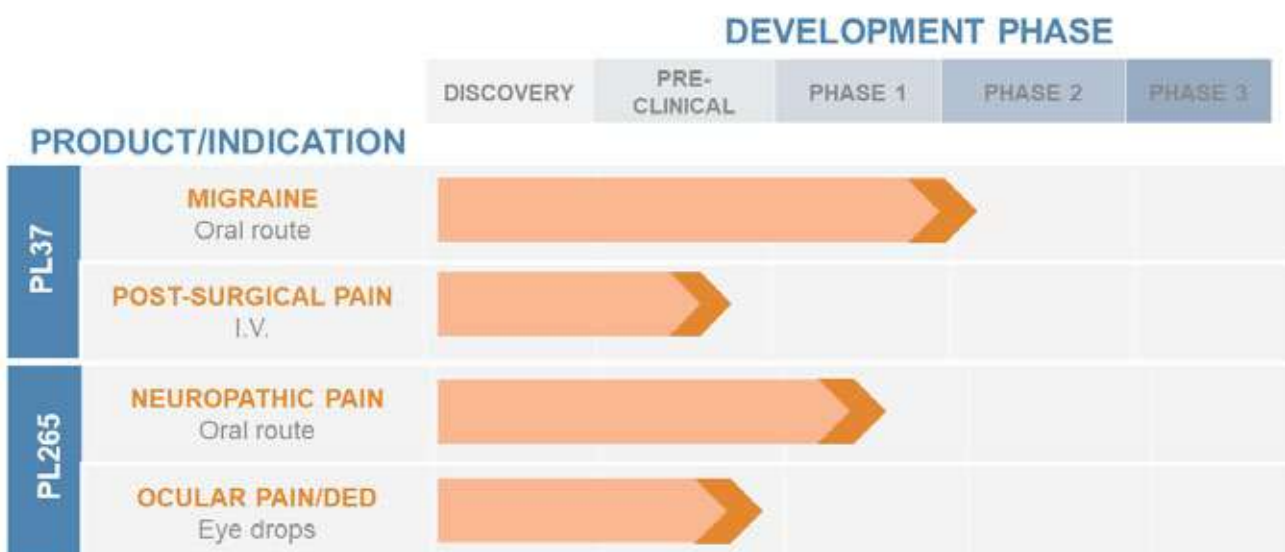 DEVELOPMENT PHASE
DISCOVERY
PRE-
CLINICAL
PHASE 1
PHASE 2
PHASE 3
PRODUCT/INDICATION
PL37
MIGRAINE
Oral route
POST-SURGICAL PAIN
I.V.
PL265
NEUROPATHIC PAIN
Oral route
OCULAR PAIN/DED
Eye drops